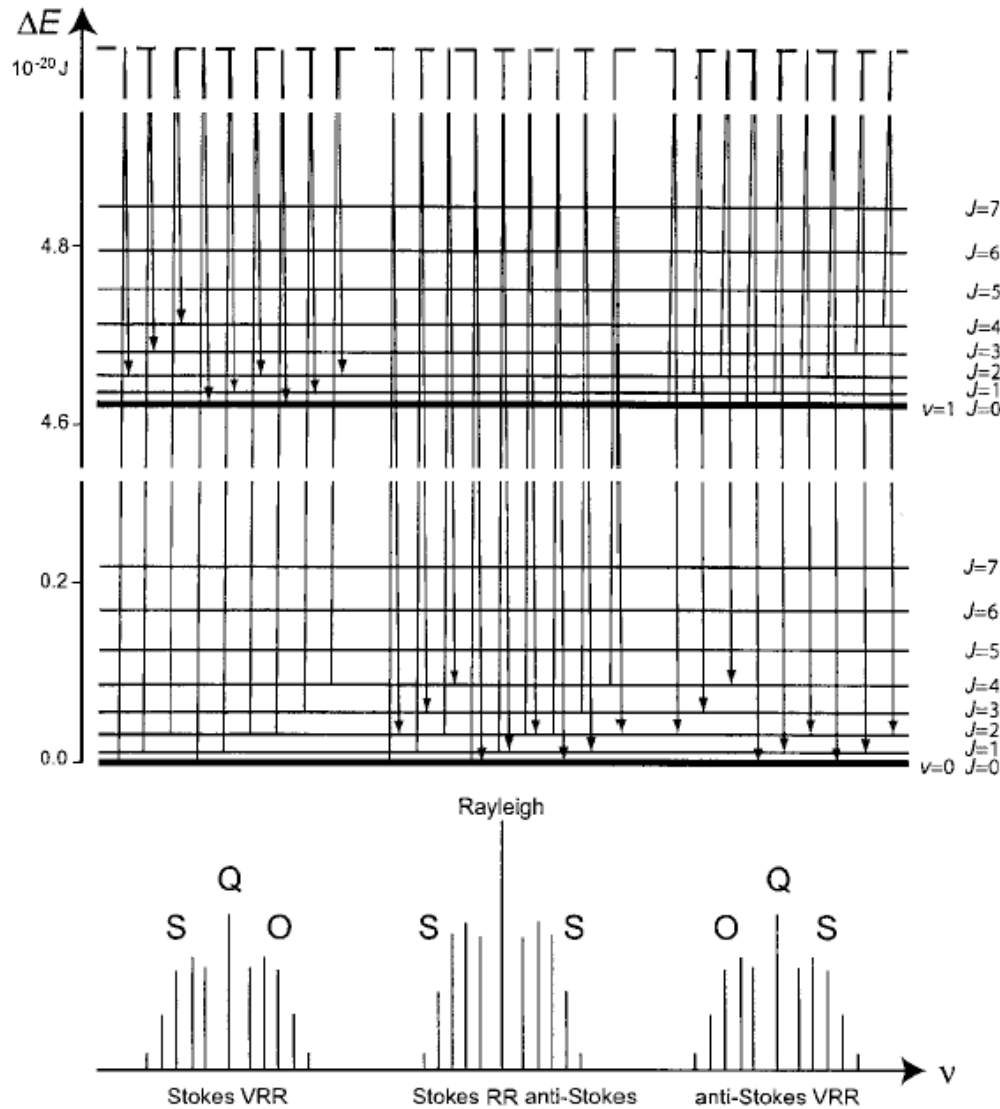 ΔE
10⁻²⁰ J
J=7
4.8
J=6
J=5
J=4
J=3
J=2
J=1
v=1 J=0
4.6
0.2
J=7
J=6
J=5
J=4
J=3
J=2
J=1
0.0
v=0 J=0
Rayleigh
Q Q
S O S S O S
ν
Stokes VRR Stokes RR anti-Stokes anti-Stokes VRR